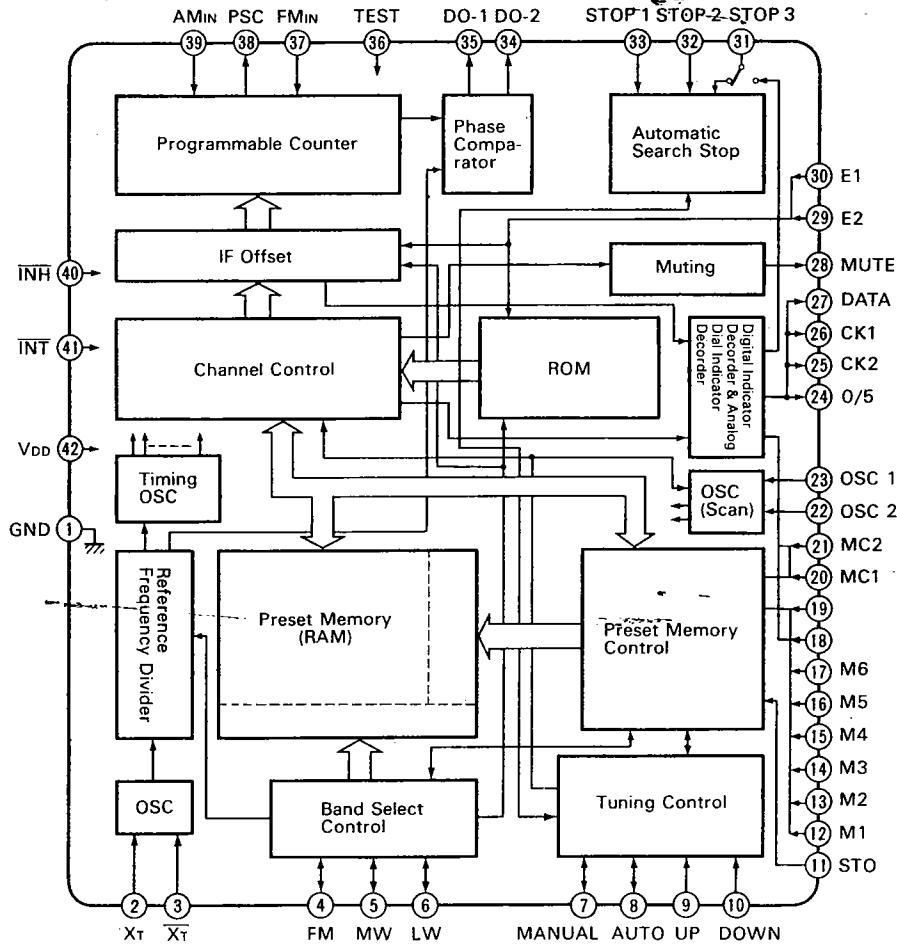 AMIN PSC FMIN TEST DO-1 DO-2 STOP 1 STOP 2 STOP 3
39 38 37 36 35 34 33 32 31
Programmable Counter
Phase
Compa-
rator
Automatic
Search Stop
30 E1
29 E2
IF Offset
Muting
28 MUTE
INH 40
27 DATA
26 CK1
INT 41
Channel Control
ROM
Digital Indicator
Decorder & Analog
Dial Indicator
Decorder
25 CK2
24 0/5
VDD 42
Timing
OSC
OSC
(Scan)
23 OSC 1
22 OSC 2
GND 1
21 MC2
20 MC1
Reference
Frequency Divider
Preset Memory
(RAM)
Preset Memory
Control
19
18
17 M6
16 M5
15 M4
14 M3
13 M2
12 M1
11 STO
OSC
Band Select
Control
Tuning Control
2 3 4 5 6 7 8 9 10
XT XT FM MW LW MANUAL AUTO UP DOWN